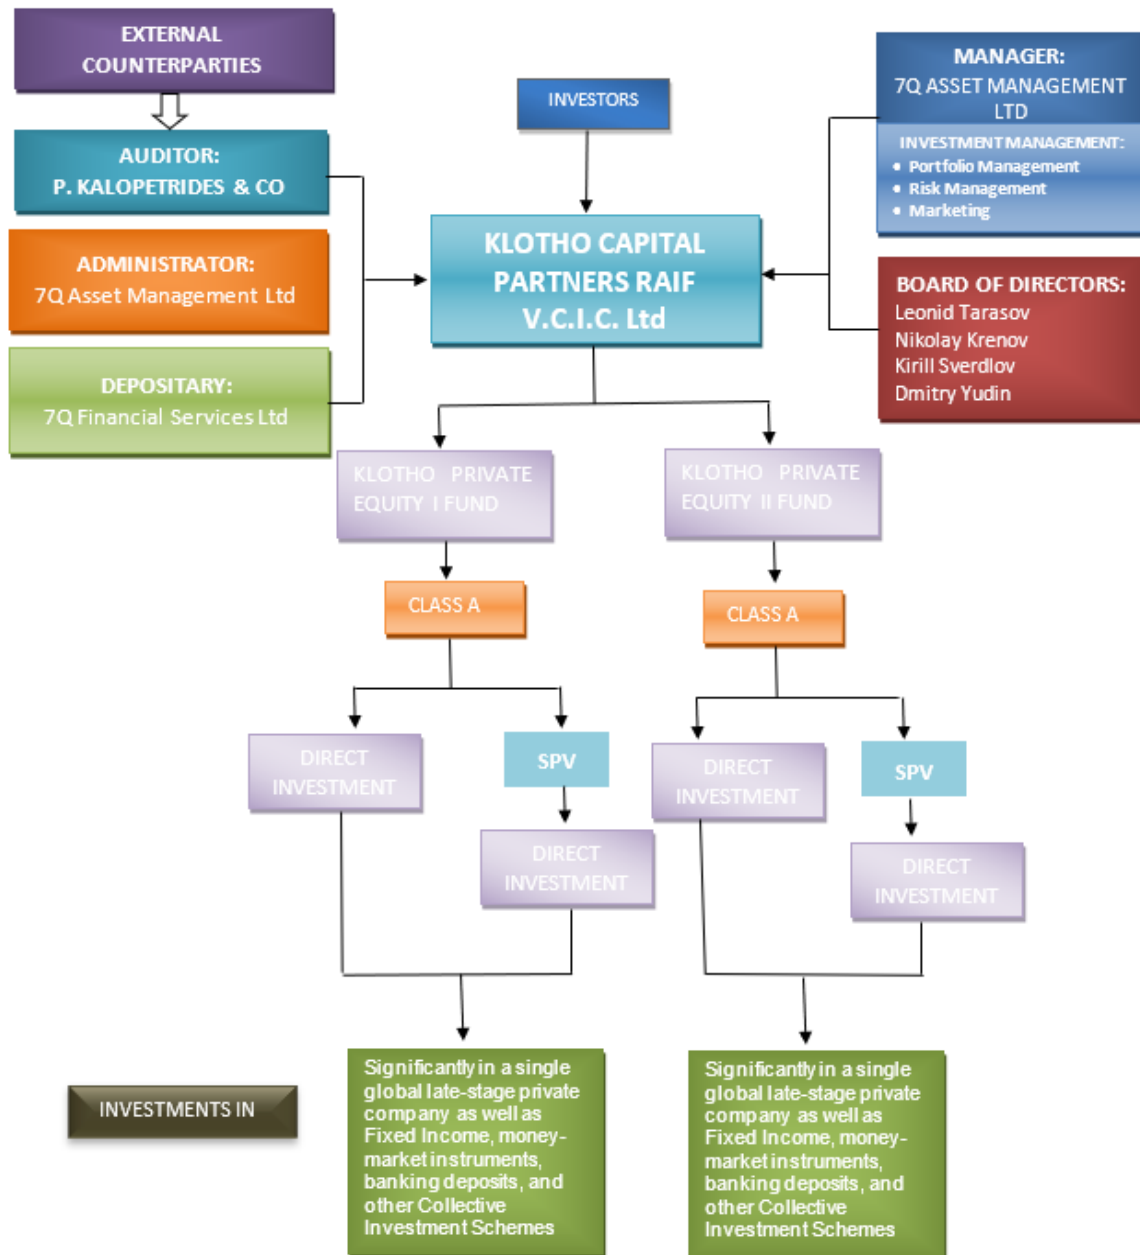 EXTERNAL
COUNTERPARTIES
AUDITOR:
P. KALOPETRIDES & CO
ADMINISTRATOR:
7Q Asset Management Ltd
DEPOSITARY:
7Q Financial Services Ltd
INVESTORS
MANAGER:
7Q ASSET MANAGEMENT
LTD
INVESTMENT MANAGEMENT:
• Portfolio Management
• Risk Management
• Marketing
KLOTHO CAPITAL
PARTNERS RAIF
V.C.I.C. Ltd
BOARD OF DIRECTORS:
Leonid Tarasov
Nikolay Krenov
Kirill Sverdlov
Dmitry Yudin
KLOTHO PRIVATE
EQUITY I FUND
KLOTHO PRIVATE
EQUITY II FUND
CLASS A
CLASS A
DIRECT
INVESTMENT
SPV
DIRECT
INVESTMENT
DIRECT
INVESTMENT
SPV
DIRECT
INVESTMENT
INVESTMENTS IN
Significantly in a single
global late-stage private
company as well as
Fixed Income, money-
market instruments,
banking deposits, and
other Collective
Investment Schemes
Significantly in a single
global late-stage private
company as well as
Fixed Income, money-
market instruments,
banking deposits, and
other Collective
Investment Schemes